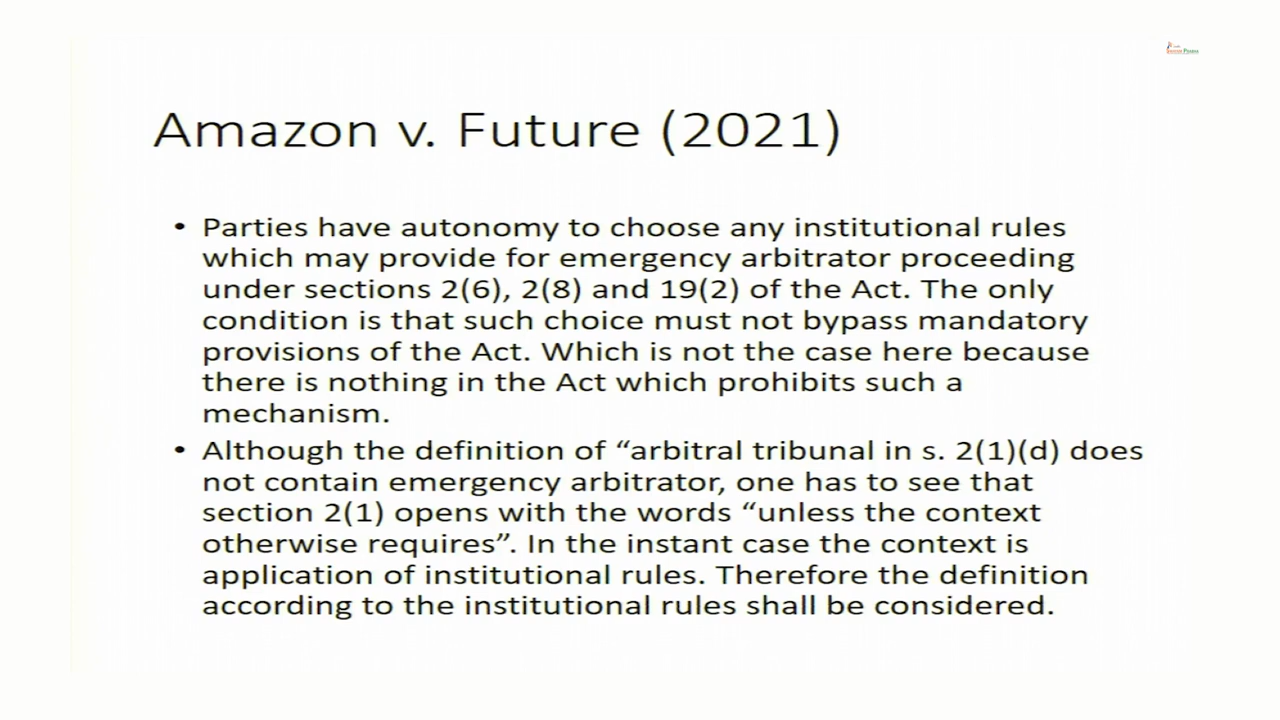 Amazon v. Future (2021)
• Parties have autonomy to choose any institutional rules
which may provide for emergency arbitrator proceeding
under sections 2(6), 2(8) and 19(2) of the Act. The only
condition is that such choice must not bypass mandatory
provisions of the Act. Which is not the case here because
there is nothing in the Act which prohibits such a
mechanism.
• Although the definition of “arbitral tribunal in s. 2(1)(d) does
not contain emergency arbitrator, one has to see that
section 2(1) opens with the words “unless the context
otherwise requires”. In the instant case the context is
application of institutional rules. Therefore the definition
according to the institutional rules shall be considered.